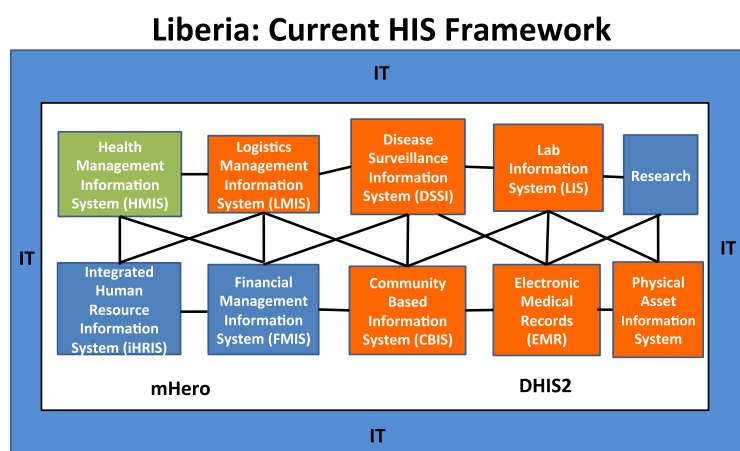 Liberia: Current HIS Framework
IT
Health
Management
Information
System (HMIS)
Logistics
Management
Information
System (LMIS)
Disease
Surveillance
Information
System (DSSI)
Lab
Information
System (LIS)
Research
IT
IT
Integrated
Human
Resource
Information
System (iHRIS)
Financial
Management
Information
System (FMIS)
Community
Based
Information
System (CBIS)
Electronic
Medical
Records
(EMR)
Physical
Asset
Information
System
mHero
DHIS2
IT